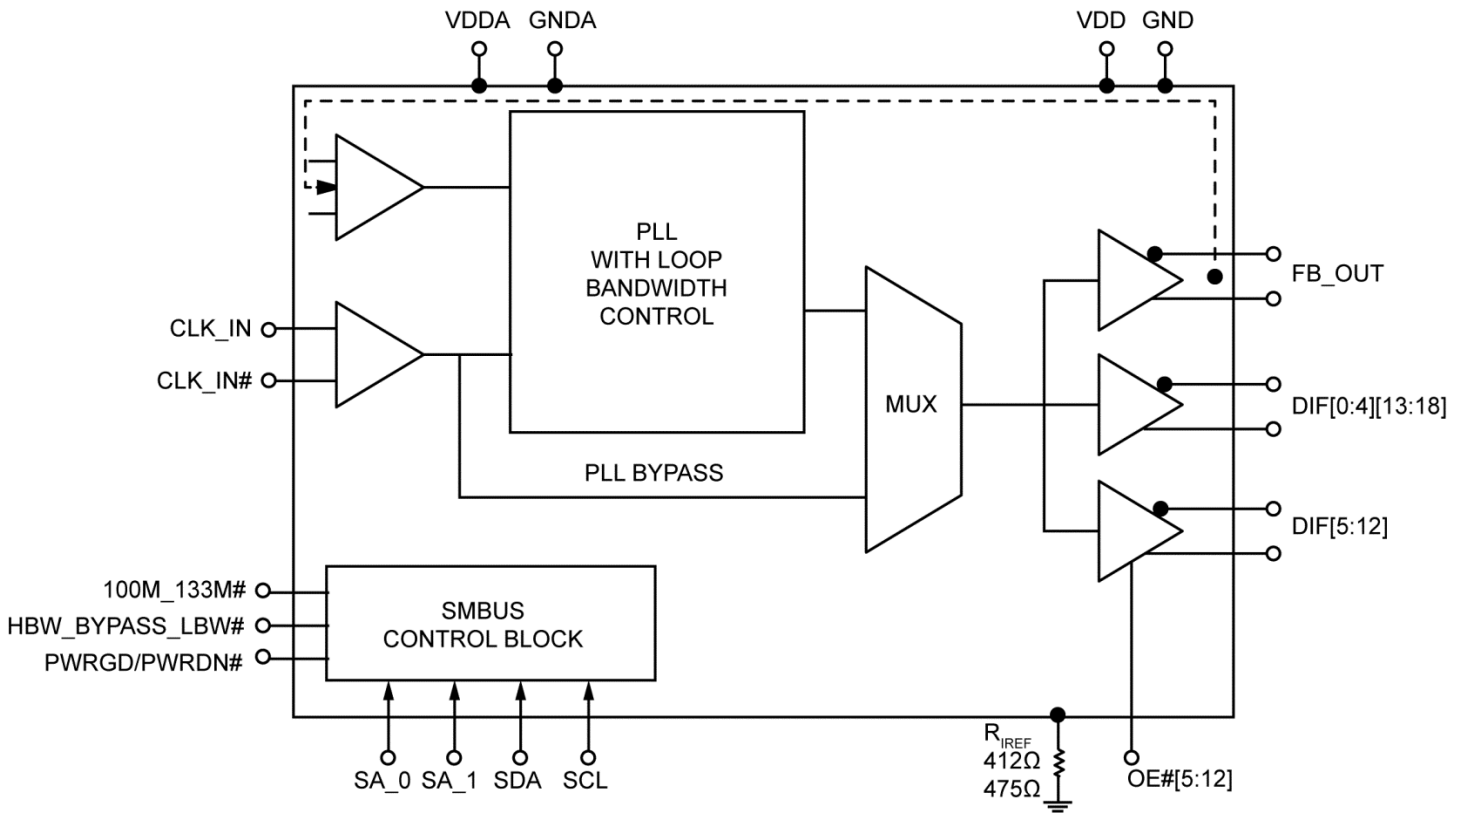 VDDA GNDA
VDD GND
PLL
WITH LOOP
BANDWIDTH
CONTROL
FB_OUT
CLK_IN
CLK_IN#
MUX
DIF[0:4][13:18]
PLL BYPASS
DIF[5:12]
100M_133M#
HBW_BYPASS_LBW#
PWRGD/PWRDN#
SMBUS
CONTROL BLOCK
SA_0 SA_1 SDA SCL
RIREF
412Ω
475Ω
OE#[5:12]